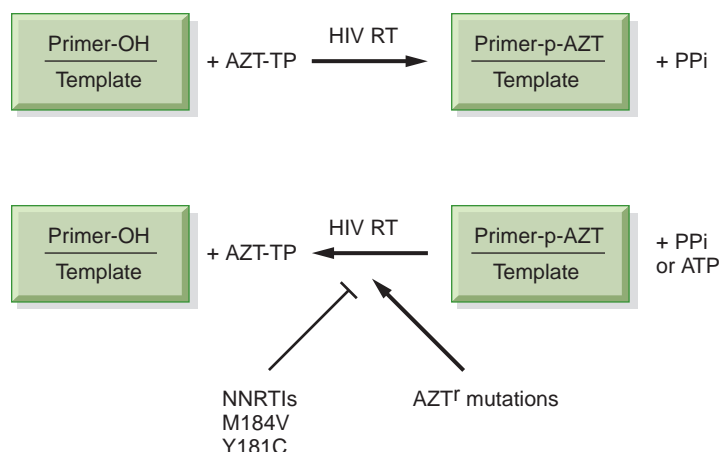 Primer-OH
Template
+ AZT-TP
HIV RT
Primer-p-AZT
Template
+ PPi
Primer-OH
Template
+ AZT-TP
HIV RT
Primer-p-AZT
Template
+ PPi
or ATP
NNRTIs
M184V
Y181C
AZTʳ mutations